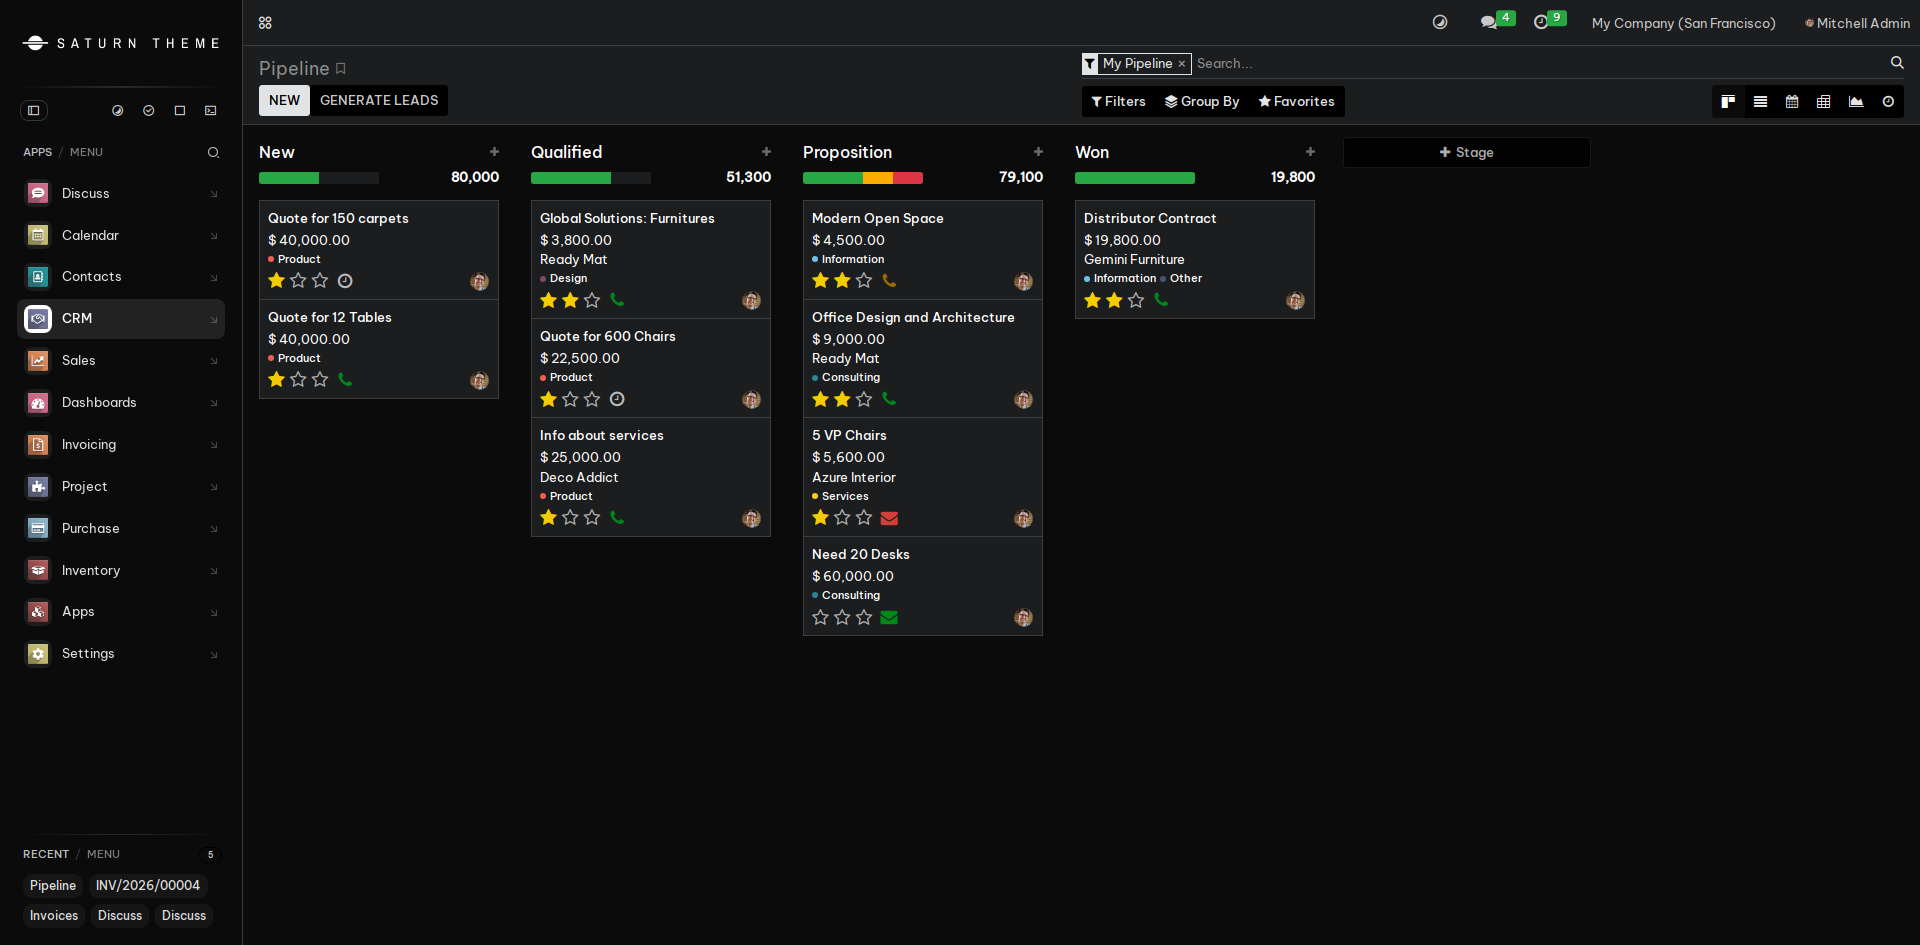 SATURN THEME
APPS / MENU
Discuss
Calendar
Contacts
CRM
Sales
Dashboards
Invoicing
Project
Purchase
Inventory
Apps
Settings
RECENT / MENU 5
Pipeline INV/2026/00004
Invoices Discuss Discuss
4 9 My Company (San Francisco) Mitchell Admin
Pipeline
NEW GENERATE LEADS
My Pipeline × Search...
Filters Group By Favorites
New
80,000
Quote for 150 carpets
$ 40,000.00
Product
Quote for 12 Tables
$ 40,000.00
Product
Qualified
51,300
Global Solutions: Furnitures
$ 3,800.00
Ready Mat
Design
Quote for 600 Chairs
$ 22,500.00
Product
Info about services
$ 25,000.00
Deco Addict
Product
Proposition
79,100
Modern Open Space
$ 4,500.00
Information
Office Design and Architecture
$ 9,000.00
Ready Mat
Consulting
5 VP Chairs
$ 5,600.00
Azure Interior
Services
Need 20 Desks
$ 60,000.00
Consulting
Won
19,800
Distributor Contract
$ 19,800.00
Gemini Furniture
Information Other
Stage